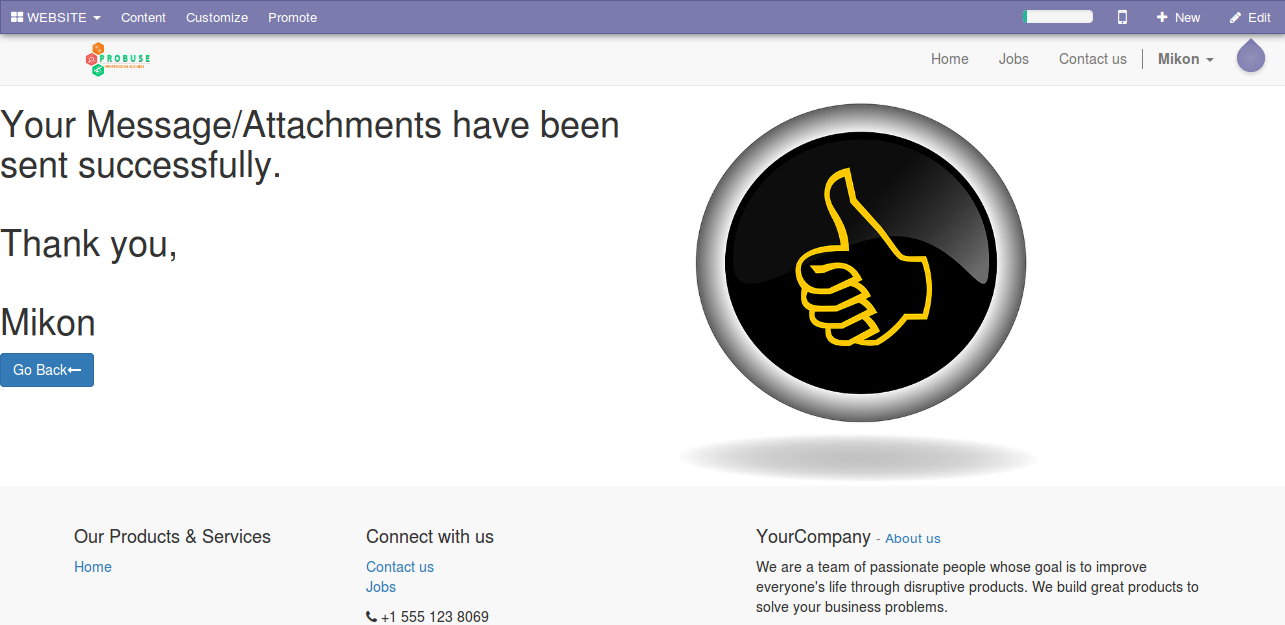 WEBSITE Content Customize Promote New Edit
PROBUSE
Home Jobs Contact us Mikon
Your Message/Attachments have been
sent successfully.
Thank you,
Mikon
Go Back
Our Products & Services
Home
Connect with us
Contact us
Jobs
+1 555 123 8069
YourCompany - About us
We are a team of passionate people whose goal is to improve
everyone's life through disruptive products. We build great products to
solve your business problems.